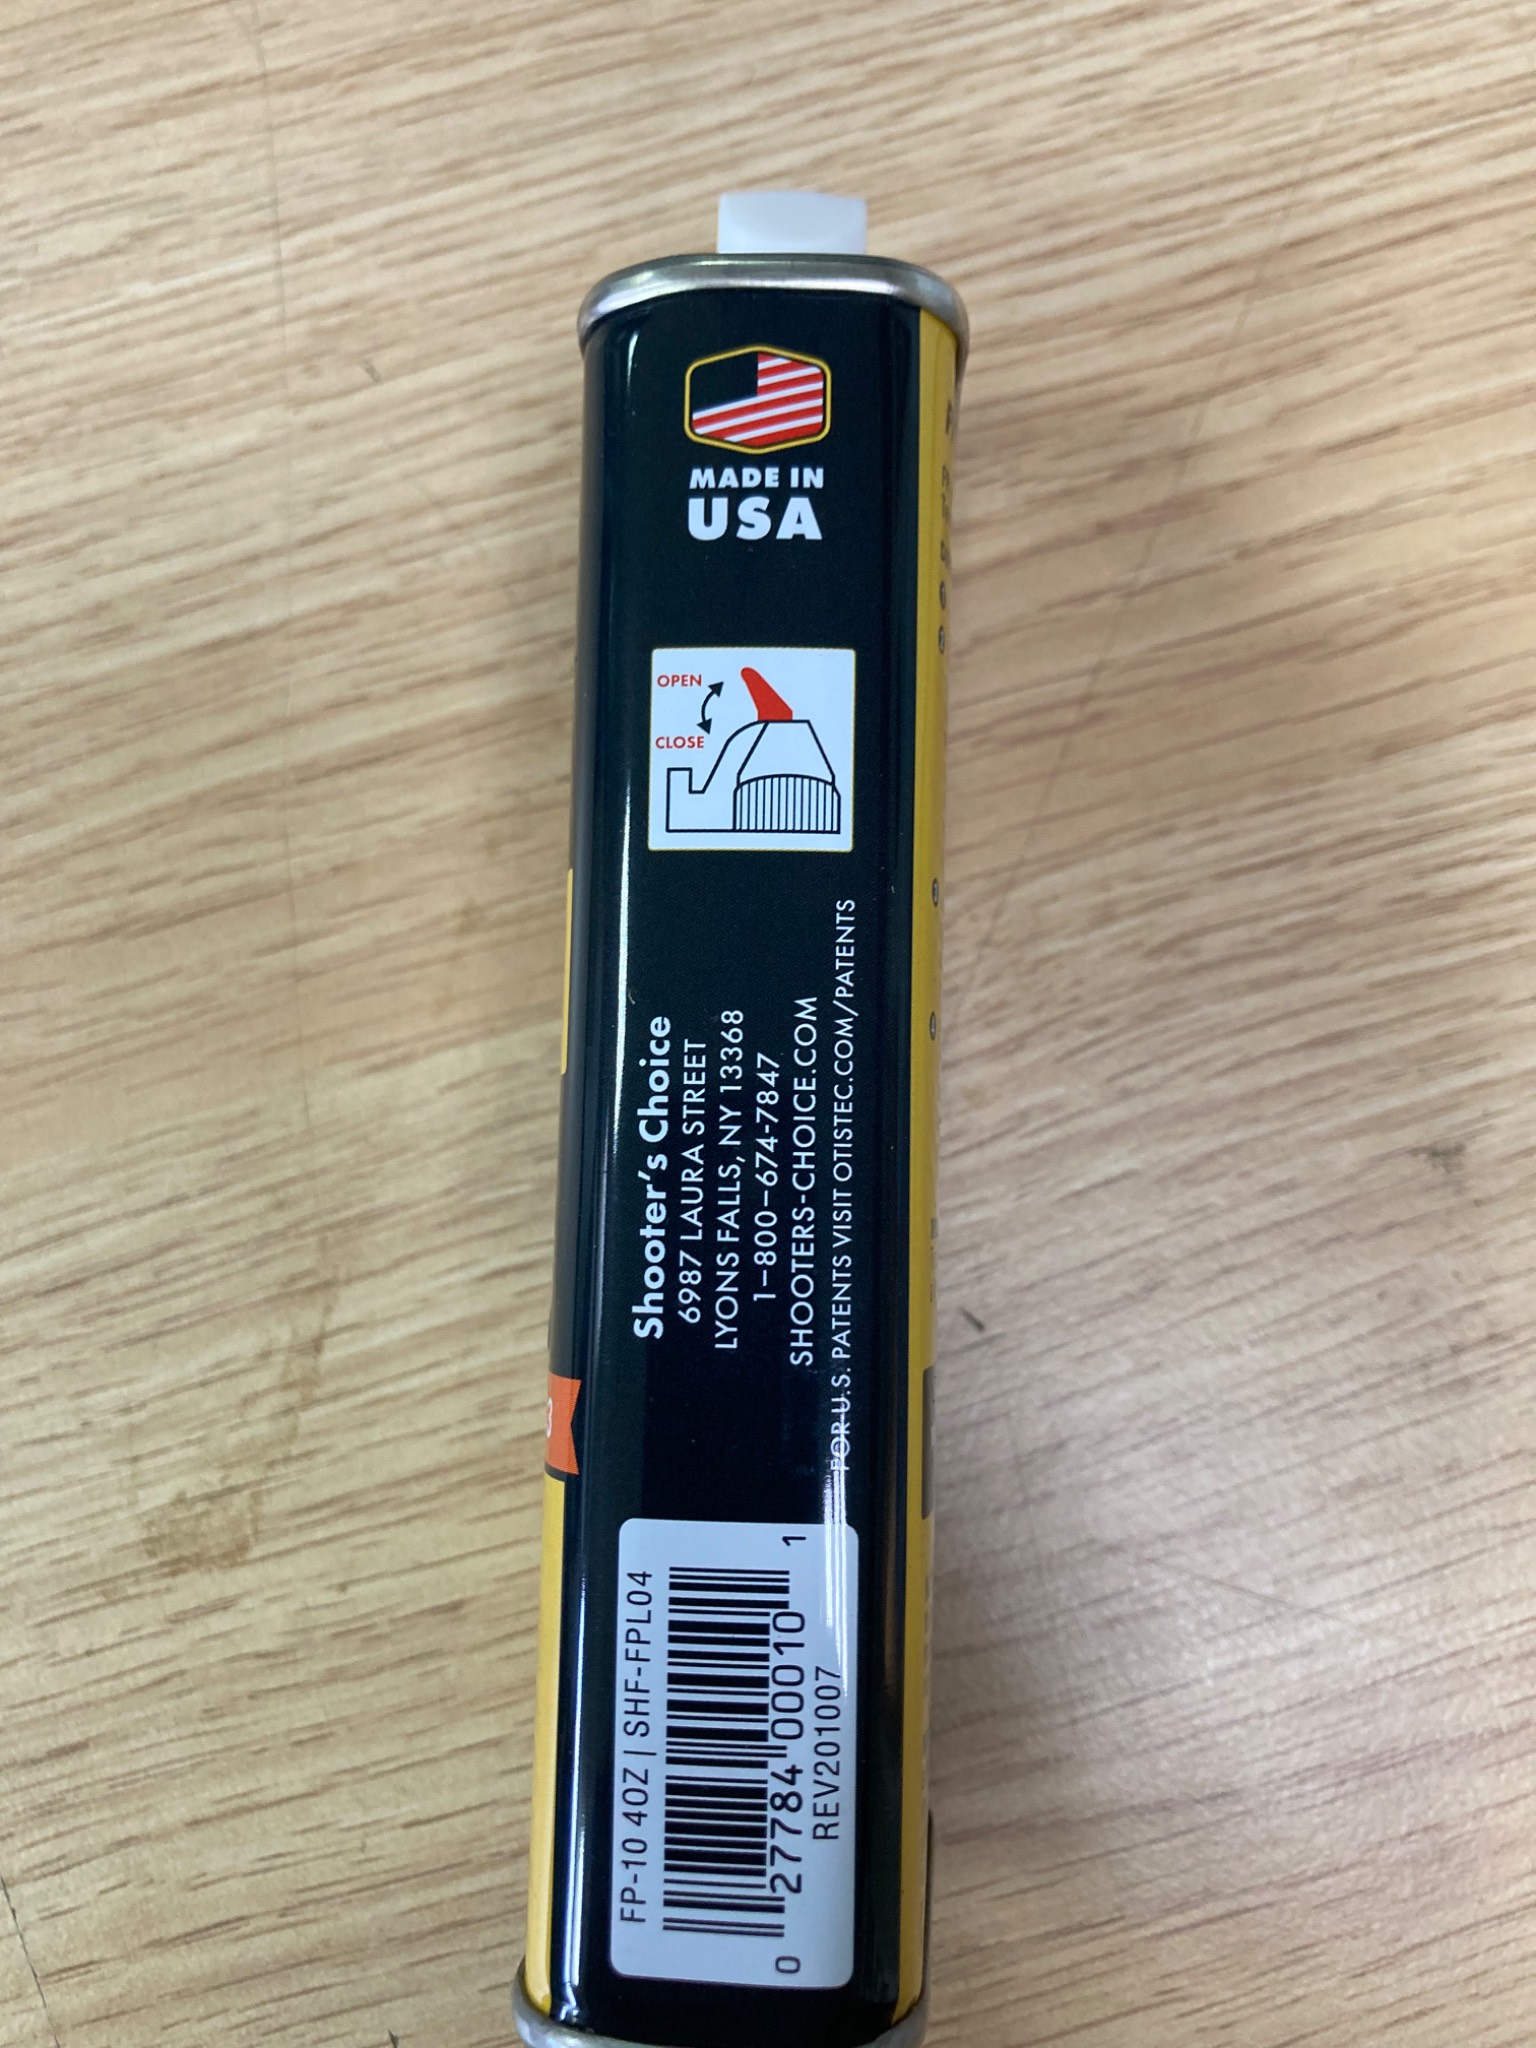 MADE IN
USA
OPEN
CLOSE
Shooter's Choice
6987 LAURA STREET
LYONS FALLS, NY 13368
1-800-674-7847
SHOOTERS-CHOICE.COM
FOR U.S. PATENTS VISIT OTISTEC.COM/PATENTS
3
FP-10 4OZ | SHF-FPL04
0 27784 00010 1
REV201007